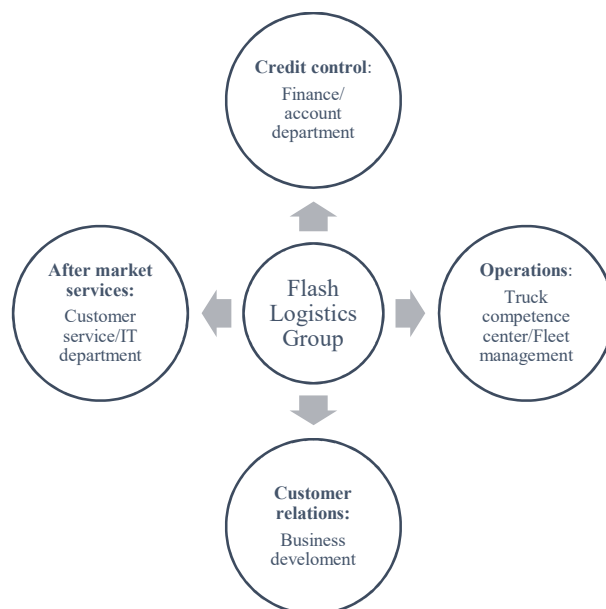 Credit control:
Finance/
account
department
After market
services:
Customer
service/IT
department
Flash
Logistics
Group
Operations:
Truck
competence
center/Fleet
management
Customer
relations:
Business
develoment